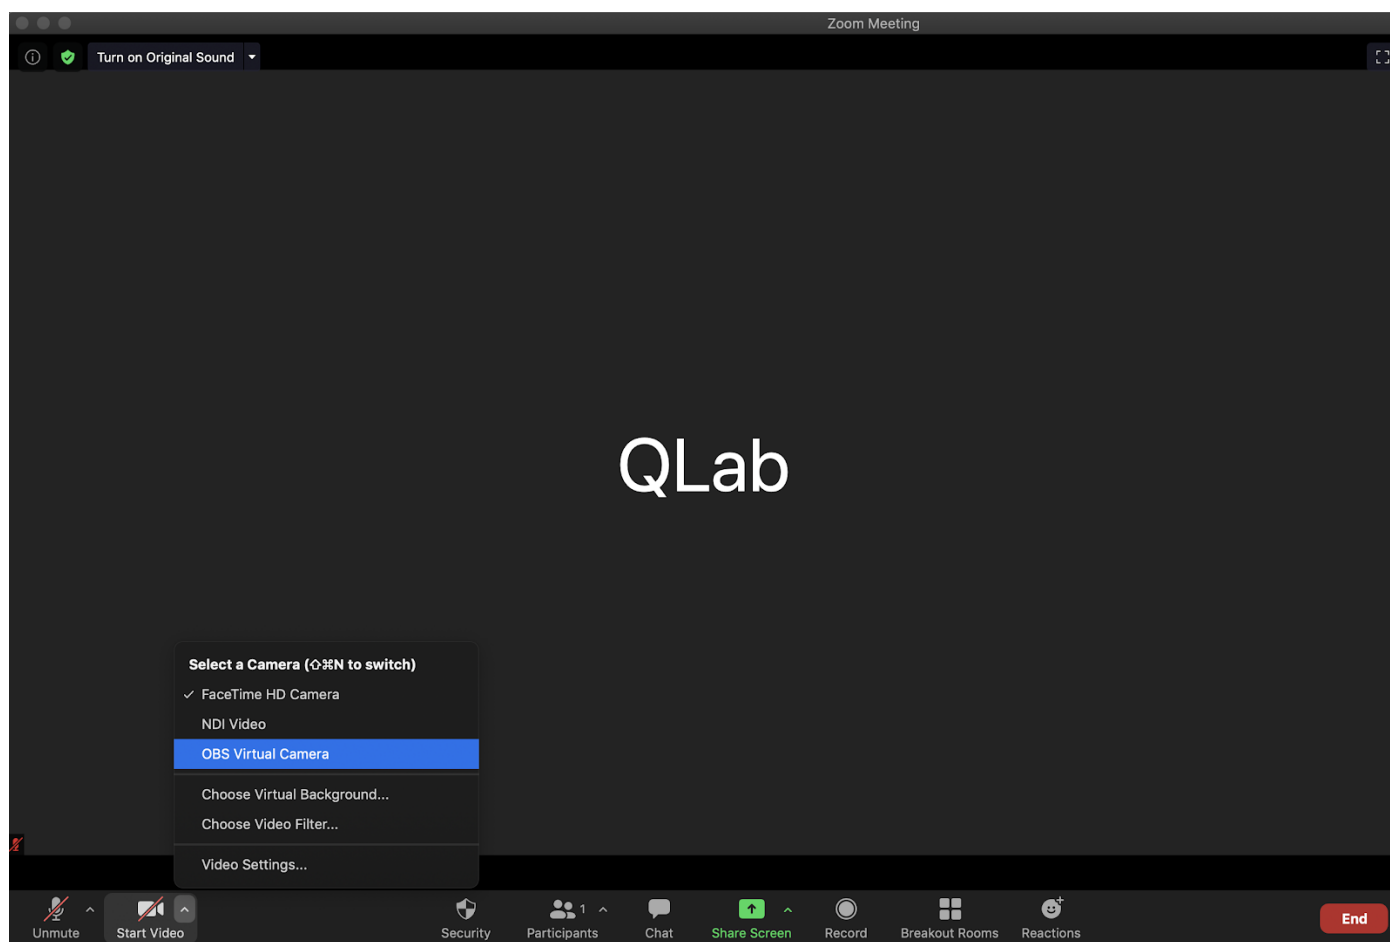 Zoom Meeting
Turn on Original Sound
QLab
Select a Camera (⇧⌘N to switch)
✓ FaceTime HD Camera
NDI Video
OBS Virtual Camera
Choose Virtual Background...
Choose Video Filter...
Video Settings...
Unmute
Start Video
Security
Participants 1
Chat
Share Screen
Record
Breakout Rooms
Reactions
End